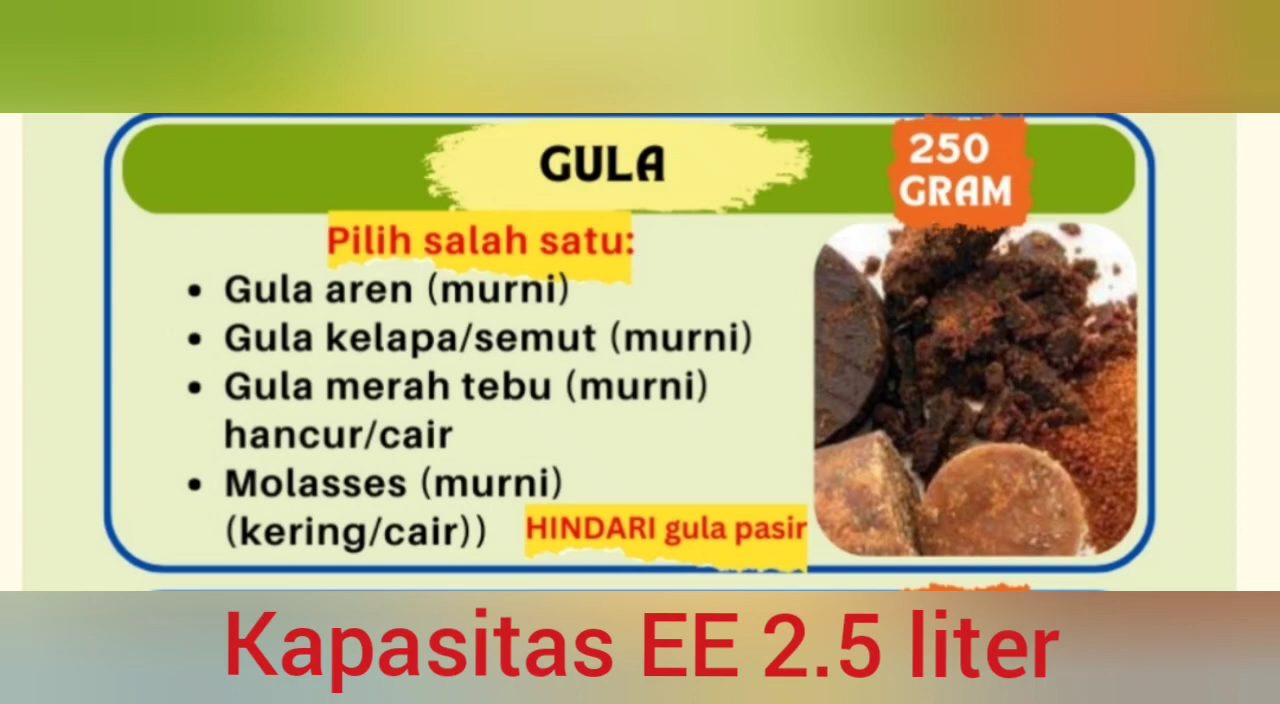 GULA
250
GRAM
Pilih salah satu:
• Gula aren (murni)
• Gula kelapa/semut (murni)
• Gula merah tebu (murni)
hancur/cair
• Molasses (murni)
(kering/cair))
HINDARI gula pasir
Kapasitas EE 2.5 liter